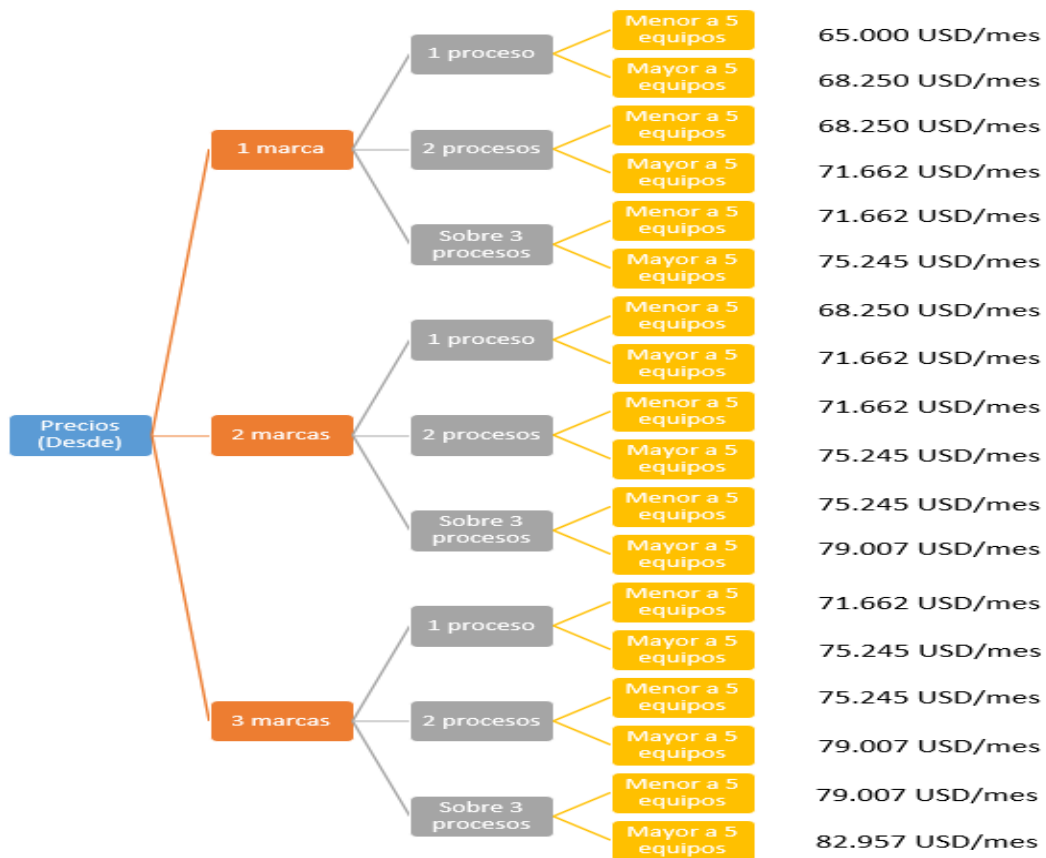 Precios
(Desde)
1 marca
1 proceso
Menor a 5
equipos
65.000 USD/mes
Mayor a 5
equipos
68.250 USD/mes
2 procesos
Menor a 5
equipos
68.250 USD/mes
Mayor a 5
equipos
71.662 USD/mes
Sobre 3
procesos
Menor a 5
equipos
71.662 USD/mes
Mayor a 5
equipos
75.245 USD/mes
2 marcas
1 proceso
Menor a 5
equipos
68.250 USD/mes
Mayor a 5
equipos
71.662 USD/mes
2 procesos
Menor a 5
equipos
71.662 USD/mes
Mayor a 5
equipos
75.245 USD/mes
Sobre 3
procesos
Menor a 5
equipos
75.245 USD/mes
Mayor a 5
equipos
79.007 USD/mes
3 marcas
1 proceso
Menor a 5
equipos
71.662 USD/mes
Mayor a 5
equipos
75.245 USD/mes
2 procesos
Menor a 5
equipos
75.245 USD/mes
Mayor a 5
equipos
79.007 USD/mes
Sobre 3
procesos
Menor a 5
equipos
79.007 USD/mes
Mayor a 5
equipos
82.957 USD/mes